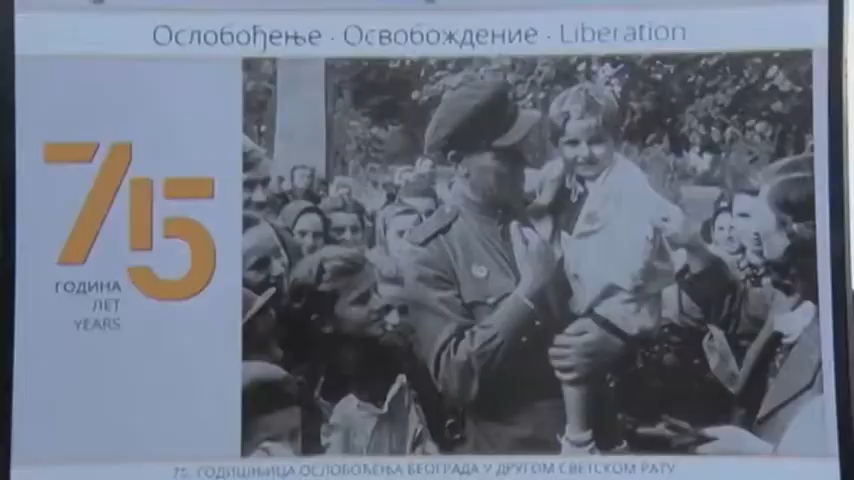 Ослобођење · Освобождение · Liberation
75
ГОДИНА
ЛЕТ
YEARS
75. ГОДИШЊИЦА ОСЛОБОЂЕЊА БЕОГРАДА У ДРУГОМ СВЕТСКОМ РАТУ